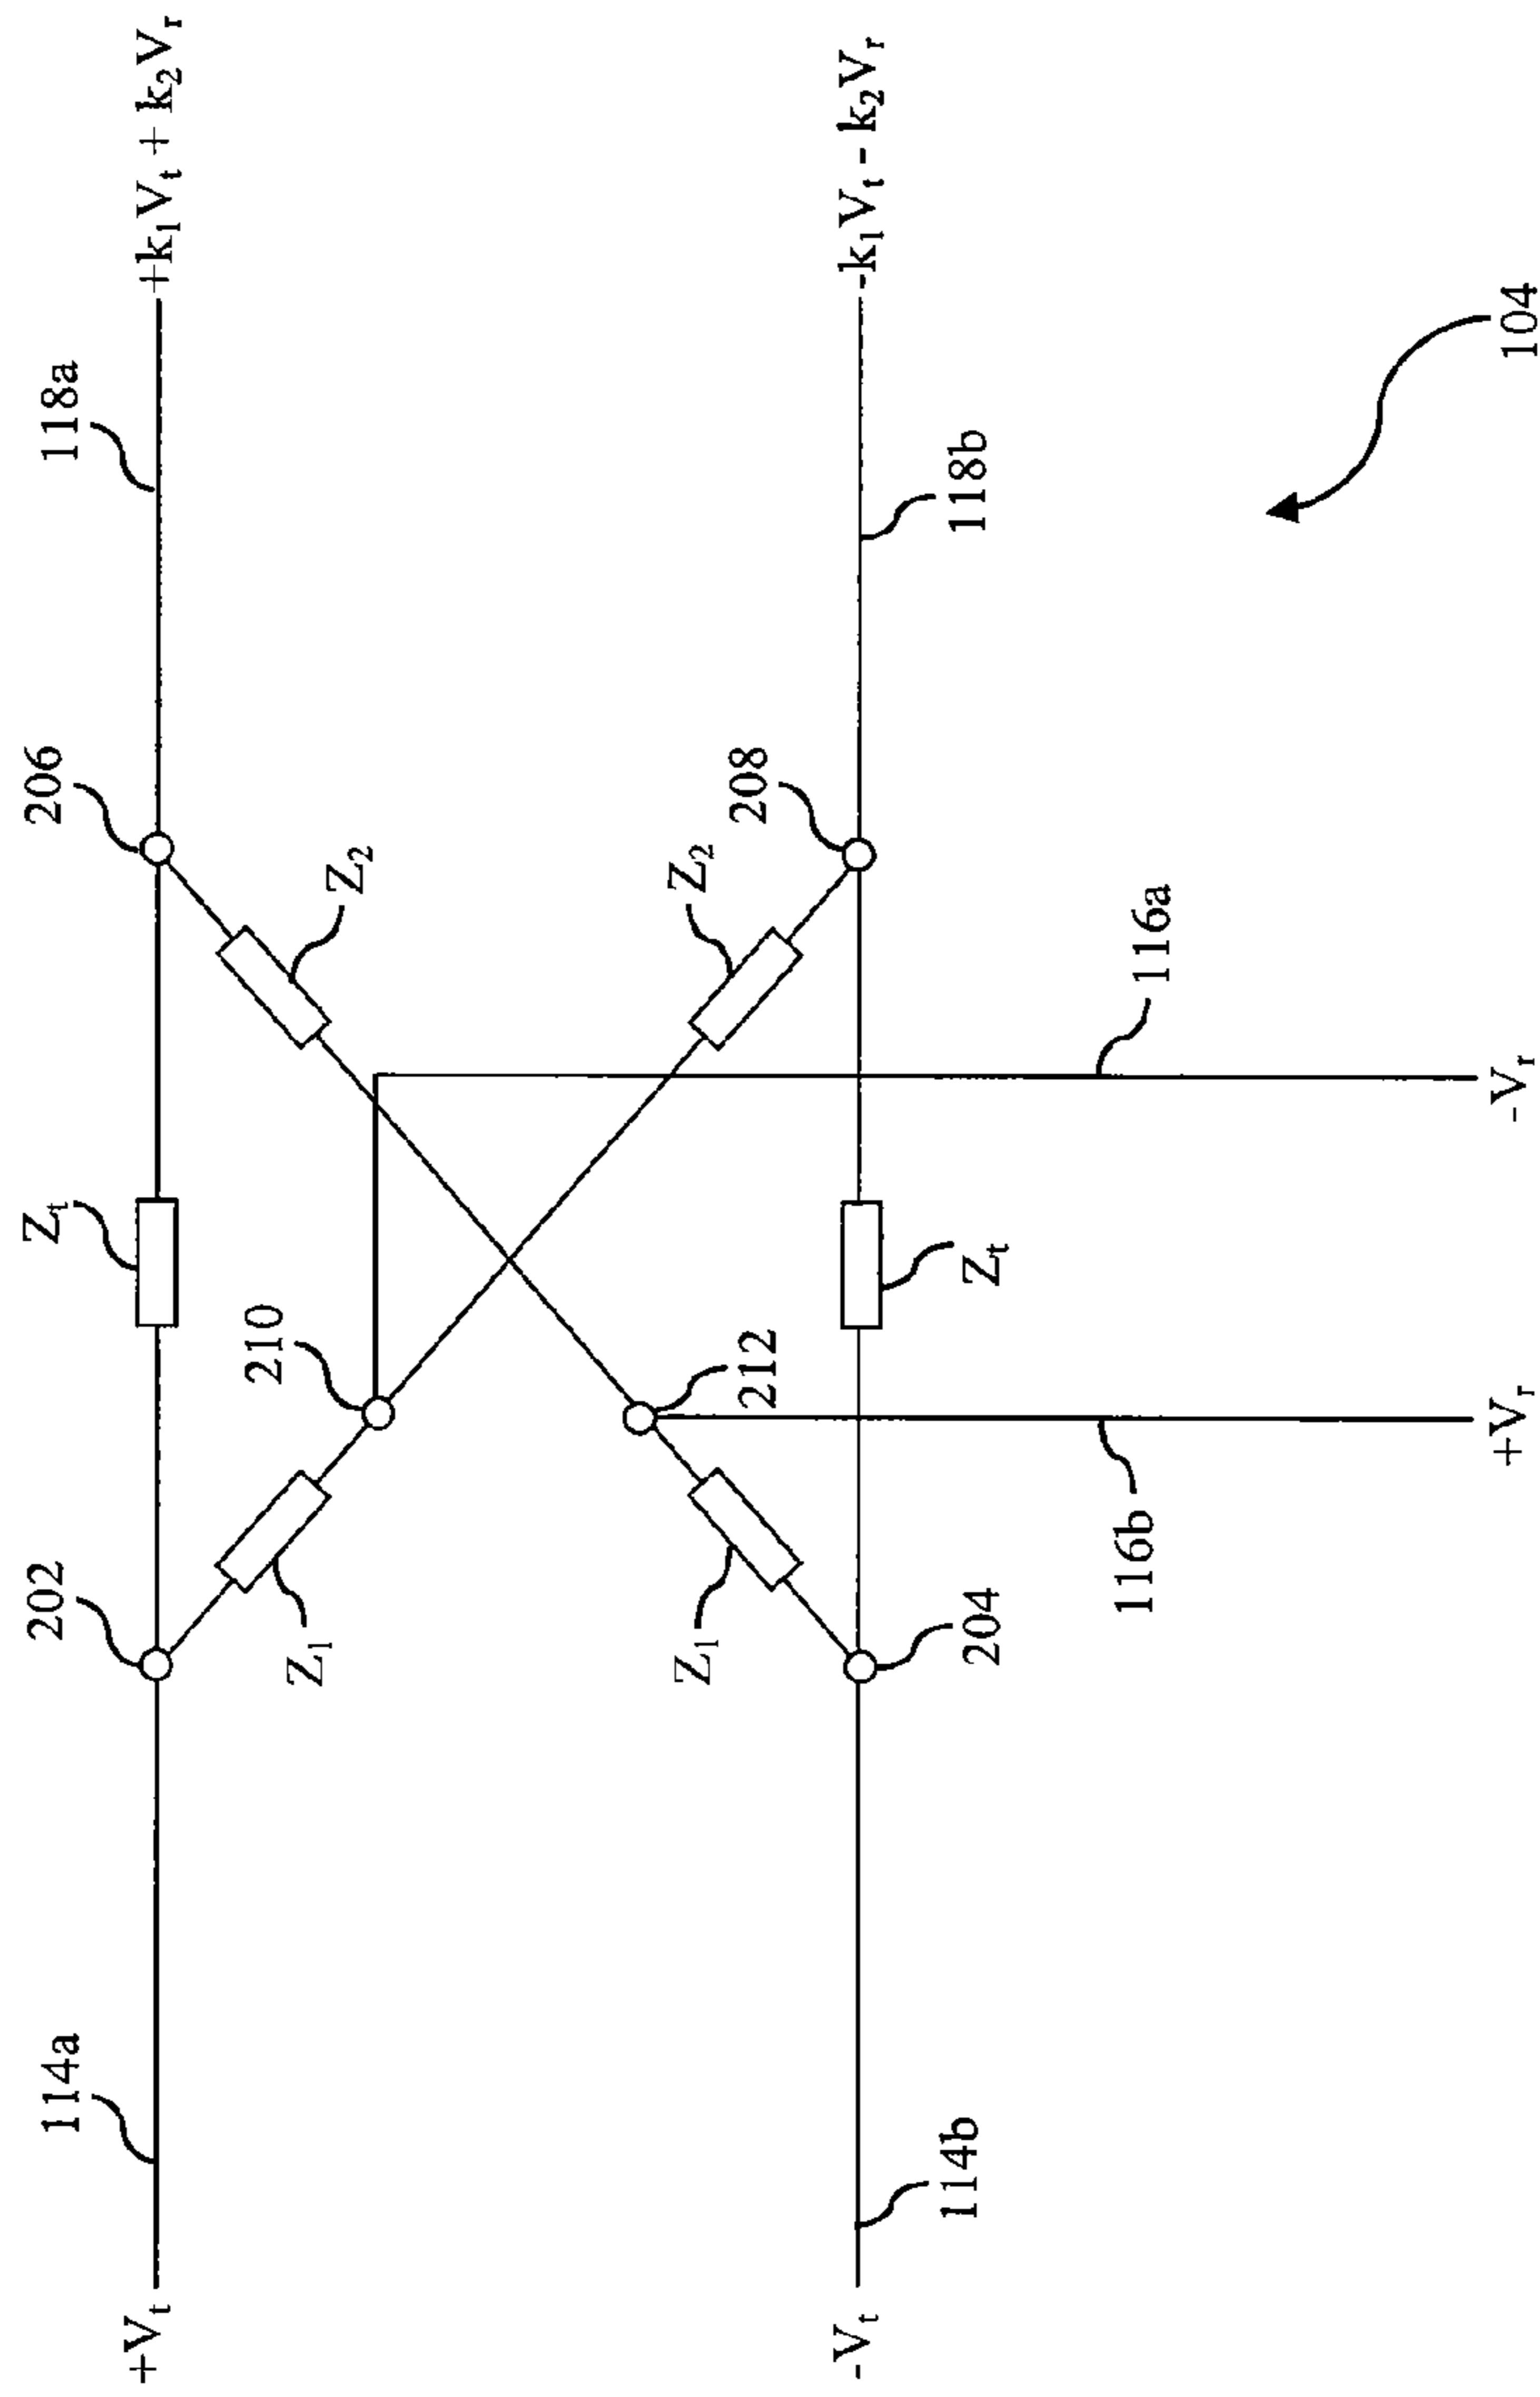 114a
202
Zₜ
206
118a
+Vₜ
+k₁Vₜ + k₂Vᵣ
210
Z₁
Z₂
Z₁
212
Z₂
208
-Vₜ
-k₁Vₜ - k₂Vᵣ
114b
204
Zₜ
118b
116b
116a
+Vᵣ
-Vᵣ
104